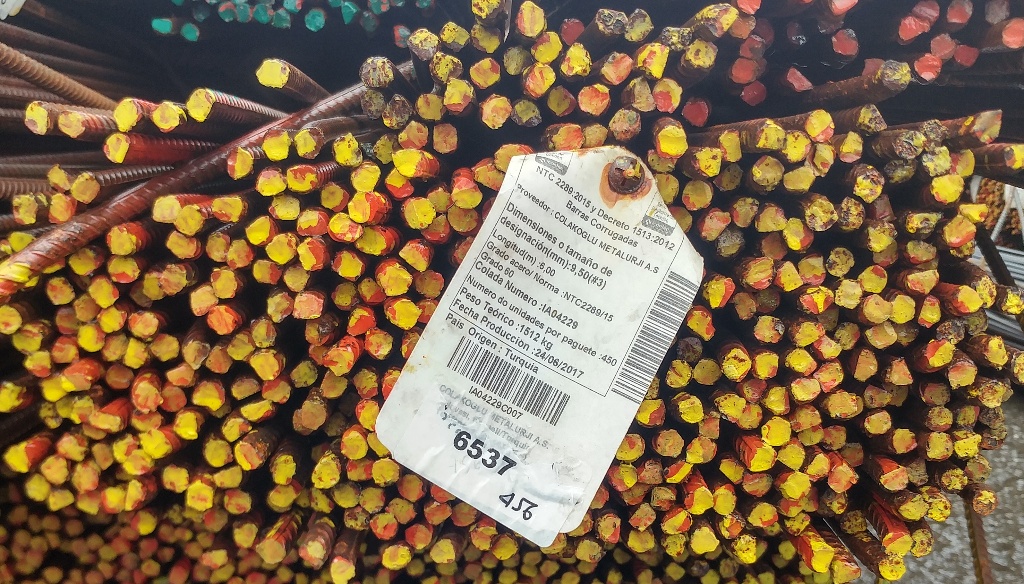 NTC 2289:2015 y Decreto 1513:2012
Barras Corrugadas
Proveedor : COLAKOGLU METALURJI A.S
Dimensiones o tamaño de
designación(mm):9,50(#3)
Longitud(m) :6,00
Grado acero/ Norma :NTC2289/15
Grado 60
Colada Numero :IA04229
Numero do unidades por paquete :450
Peso Teórico :1512 kg
Fecha Produccion :24/06/2017
País Origen : Turquia
IA04229C007
COLAKOGLU METALURJI A.S.
6537
456